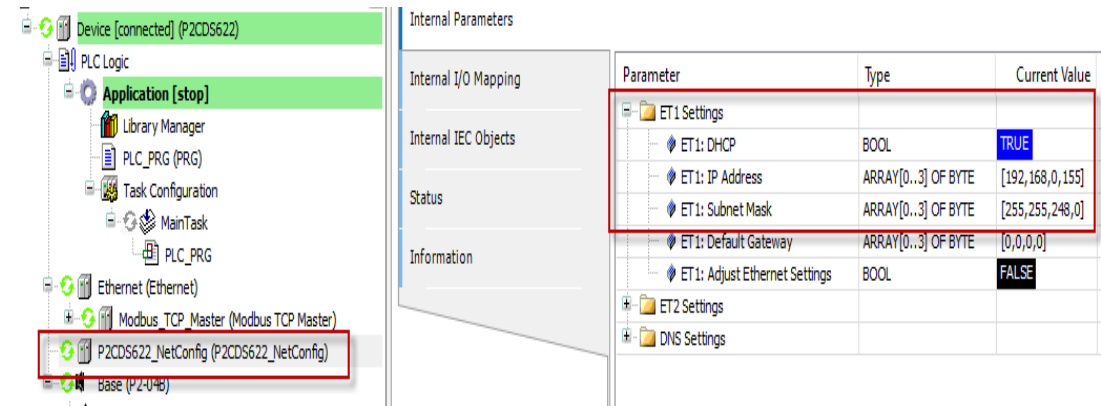 Device [connected] (P2CDS622)
PLC Logic
Application [stop]
Library Manager
PLC_PRG (PRG)
Task Configuration
MainTask
PLC_PRG
Ethernet (Ethernet)
Modbus_TCP_Master (Modbus TCP Master)
P2CDS622_NetConfig (P2CDS622_NetConfig)
Base (P2-04B)
Internal Parameters
Internal I/O Mapping
Internal IEC Objects
Status
Information
Parameter Type Current Value
ET1 Settings
ET1: DHCP BOOL TRUE
ET1: IP Address ARRAY[0..3] OF BYTE [192,168,0,155]
ET1: Subnet Mask ARRAY[0..3] OF BYTE [255,255,248,0]
ET1: Default Gateway ARRAY[0..3] OF BYTE [0,0,0,0]
ET1: Adjust Ethernet Settings BOOL FALSE
ET2 Settings
DNS Settings